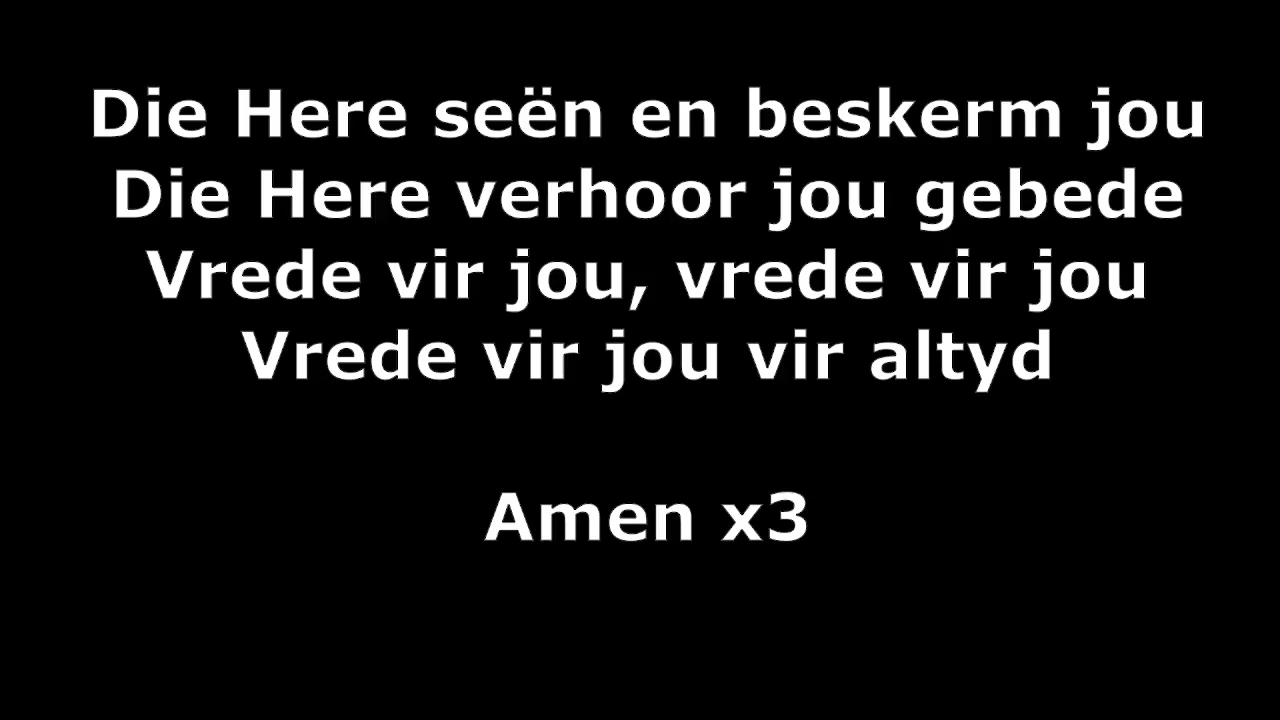 Die Here seën en beskerm jou
Die Here verhoor jou gebede
Vrede vir jou, vrede vir jou
Vrede vir jou vir altyd
Amen x3